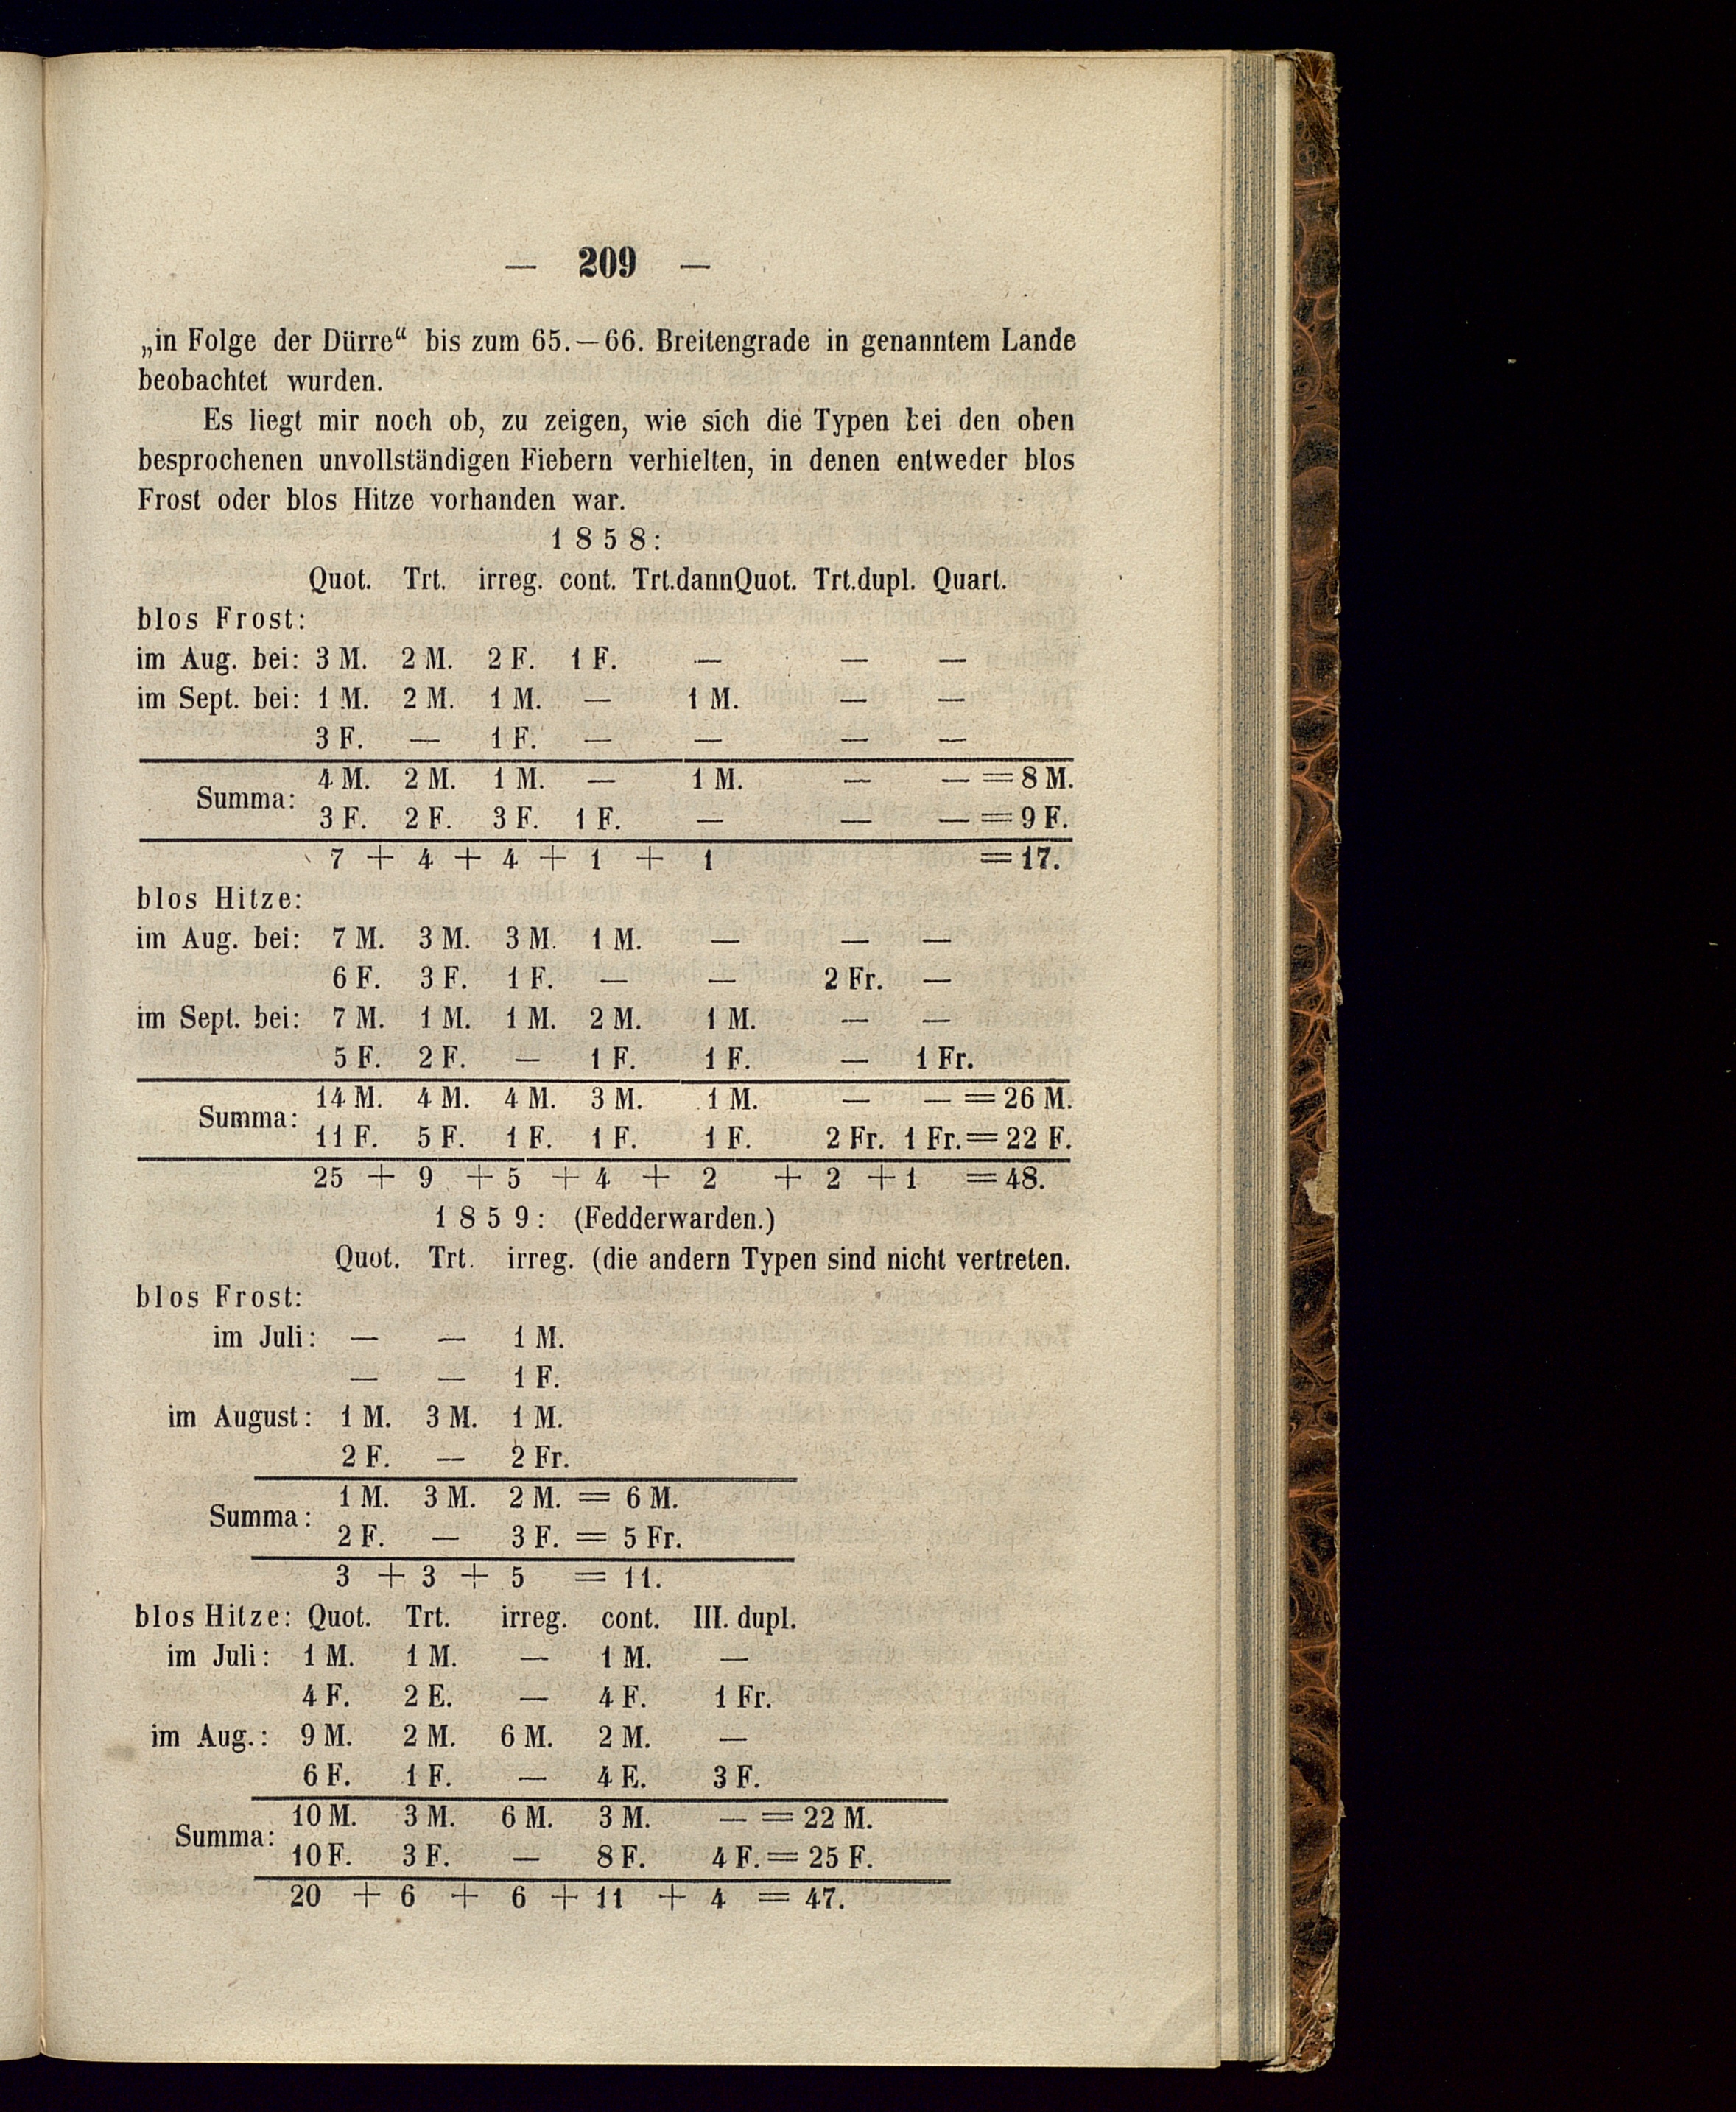 — 209 —
„in Folge der Dürre“ bis zum 65.—66. Breitengrade in genanntem Lande
beobachtet wurden.
Es liegt mir noch ob, zu zeigen, wie sich die Typen bei den oben
besprochenen unvollständigen Fiebern verhielten, in denen entweder blos
Frost oder blos Hitze vorhanden war.
1858:
Quot. Trt. irreg. cont. Trt.dannQuot. Trt.dupl. Quart.
blos Frost:
im Aug. bei: 3 M. 2 M. 2 F. 1 F. — — —
im Sept. bei: 1 M. 2 M. 1 M. — 1 M. — —
3 F. — 1 F. — — — —
4 M. 2 M. 1 M. — 1 M. — — = 8 M.
Summa:
3 F. 2 F. 3 F. 1 F. — — — = 9 F.
7 + 4 + 4 + 1 + 1 = 17.
blos Hitze:
im Aug. bei: 7 M. 3 M. 3 M. 1 M. — — —
6 F. 3 F. 1 F. — — 2 Fr. —
im Sept. bei: 7 M. 1 M. 1 M. 2 M. 1 M. — —
5 F. 2 F. — 1 F. 1 F. — 1 Fr.
14 M. 4 M. 4 M. 3 M. 1 M. — — = 26 M.
Summa:
11 F. 5 F. 1 F. 1 F. 1 F. 2 Fr. 1 Fr. = 22 F.
25 + 9 + 5 + 4 + 2 + 2 + 1 = 48.
1859: (Fedderwarden.)
Quot. Trt. irreg. (die andern Typen sind nicht vertreten.
blos Frost:
im Juli: — — 1 M.
— — 1 F.
im August: 1 M. 3 M. 1 M.
2 F. — 2 Fr.
1 M. 3 M. 2 M. = 6 M.
Summa:
2 F. — 3 F. = 5 Fr.
3 + 3 + 5 = 11.
blos Hitze: Quot. Trt. irreg. cont. III. dupl.
im Juli: 1 M. 1 M. — 1 M. —
4 F. 2 E. — 4 F. 1 Fr.
im Aug.: 9 M. 2 M. 6 M. 2 M. —
6 F. 1 F. — 4 E. 3 F.
10 M. 3 M. 6 M. 3 M. — = 22 M.
Summa:
10 F. 3 F. — 8 F. 4 F. = 25 F.
20 + 6 + 6 + 11 + 4 = 47.